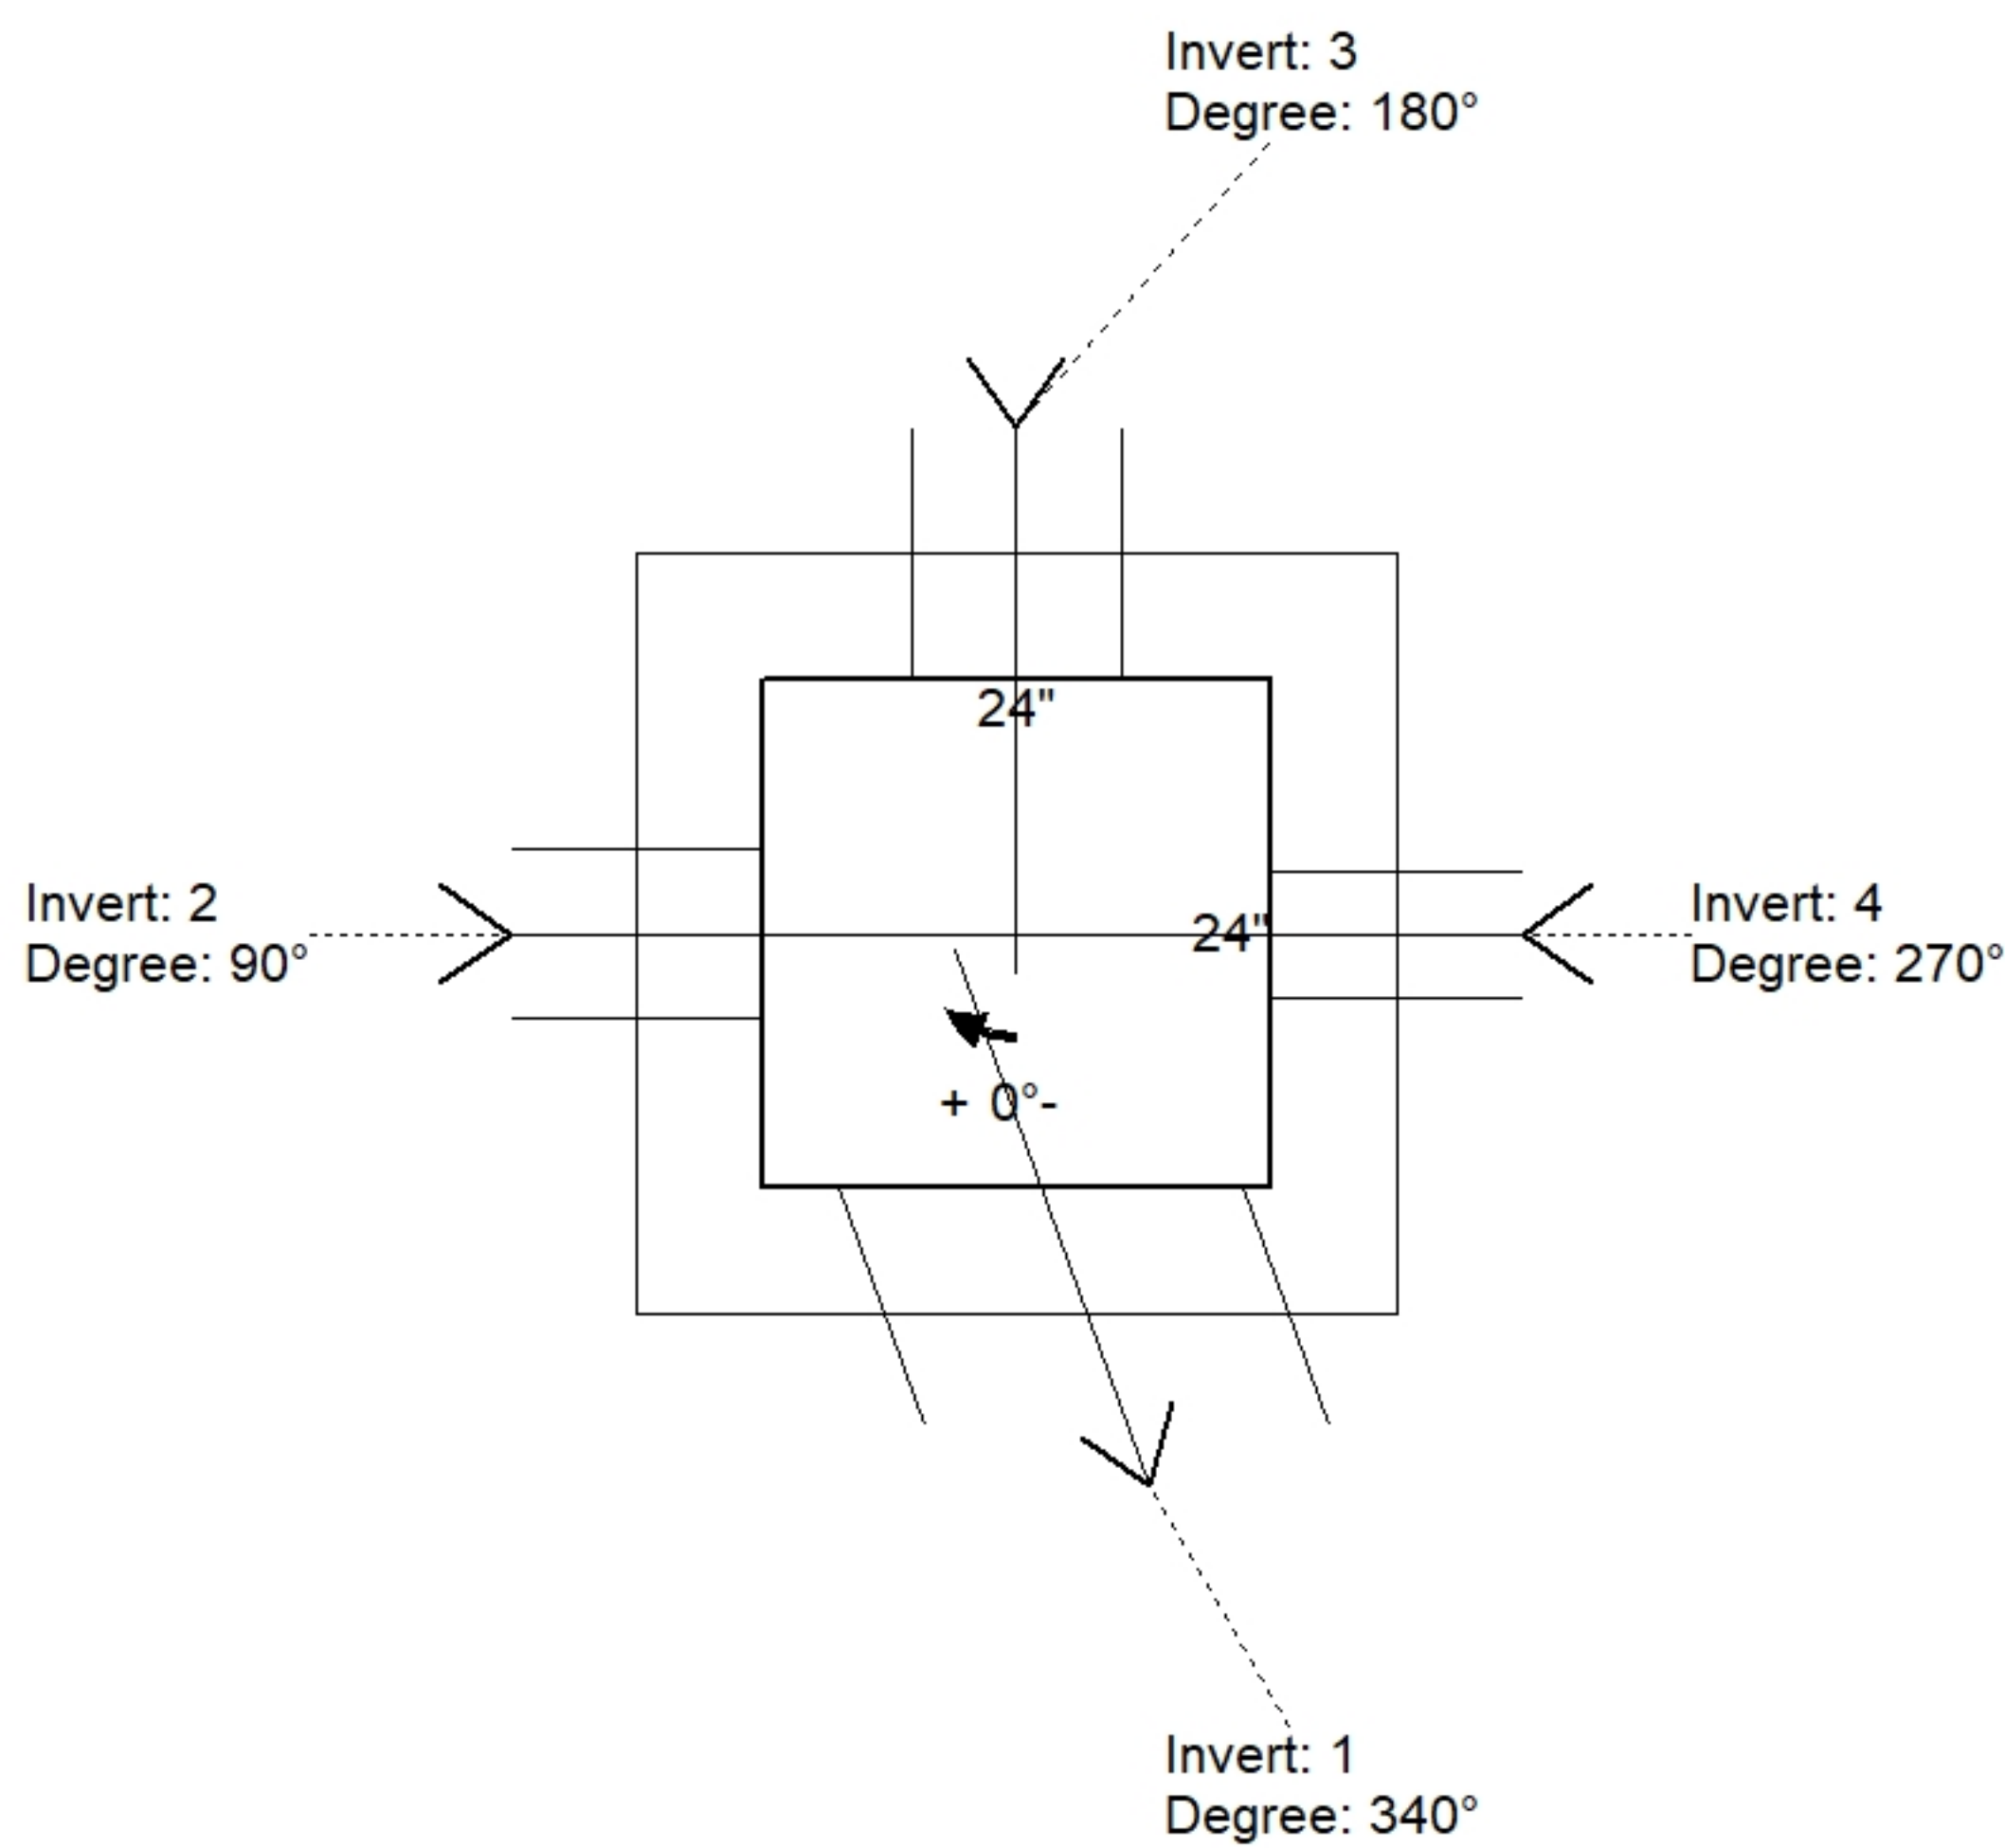 Invert: 3
Degree: 180°
24"
Invert: 2
Degree: 90°
24"
Invert: 4
Degree: 270°
+ 0°-
Invert: 1
Degree: 340°